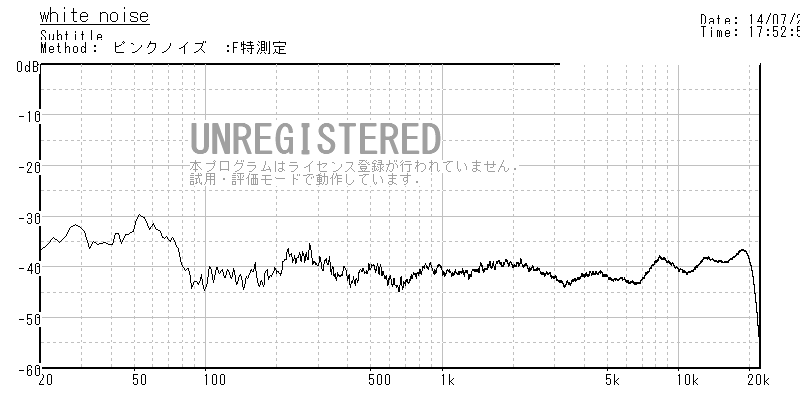 white noise
Subtitle
Method: ピンクノイズ :F特測定
Date: 14/07/2
Time: 17:52:5
0dB
-10
UNREGISTERED
本プログラムはライセンス登録が行われていません.
試用・評価モードで動作しています.
-20
-30
-40
-50
-60
20 50 100 500 1k 5k 10k 20k